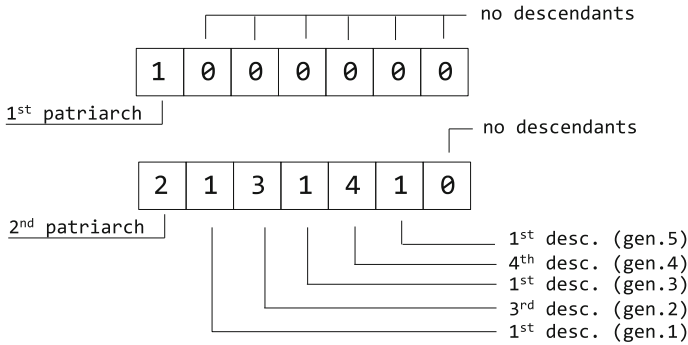 no descendants
1 0 0 0 0 0 0
1st patriarch
no descendants
2 1 3 1 4 1 0
2nd patriarch
1st desc. (gen.5)
4th desc. (gen.4)
1st desc. (gen.3)
3rd desc. (gen.2)
1st desc. (gen.1)